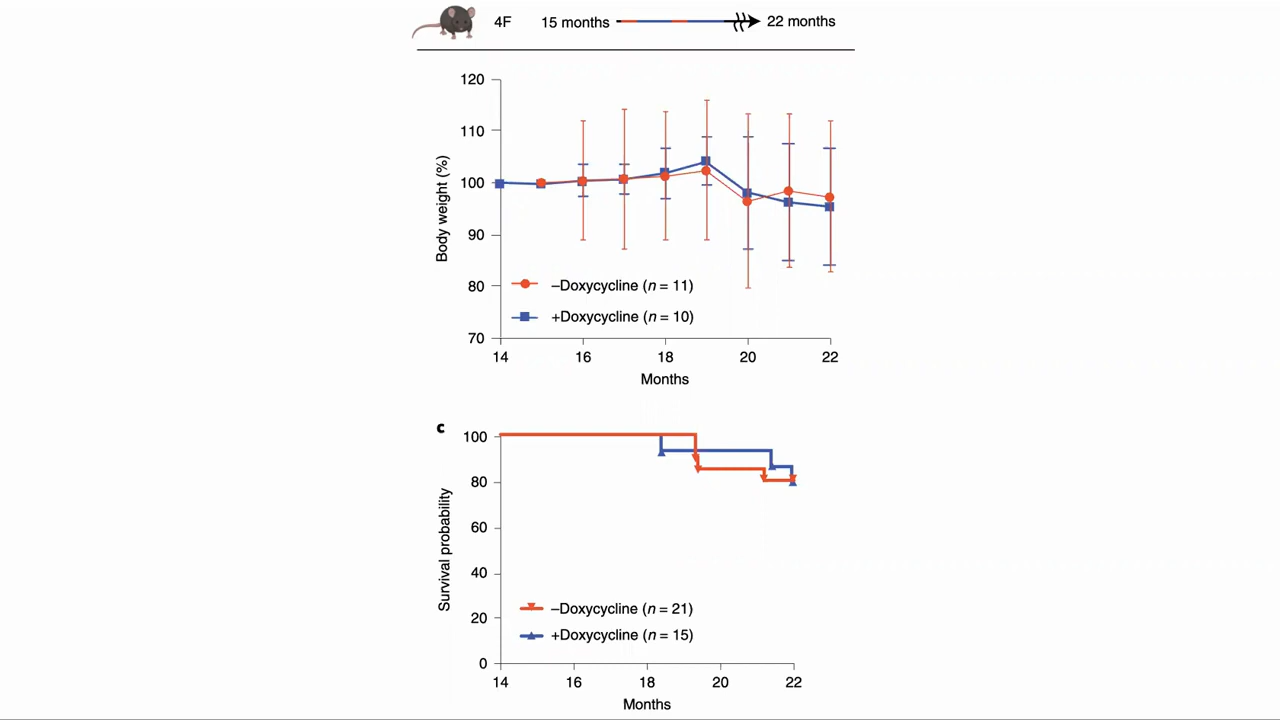 4F 15 months 22 months
120
110
100
90
80
70
Body weight (%)
–Doxycycline (n = 11)
+Doxycycline (n = 10)
14 16 18 20 22
Months
c
100
80
60
40
20
0
Survival probability
–Doxycycline (n = 21)
+Doxycycline (n = 15)
14 16 18 20 22
Months